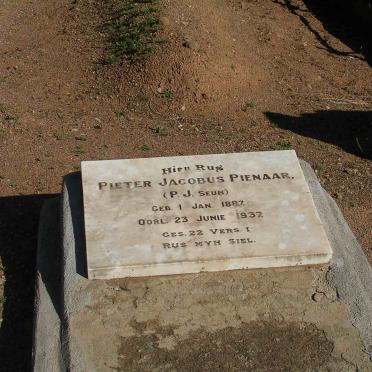 Hier Rus
PIETER JACOBUS PIENAAR.
(P. J. SEUN)
GEB. 1 JAN. 1887
OORL. 23 JUNIE 1937
GES. 22 VERS 1
RUS MYN SIEL.